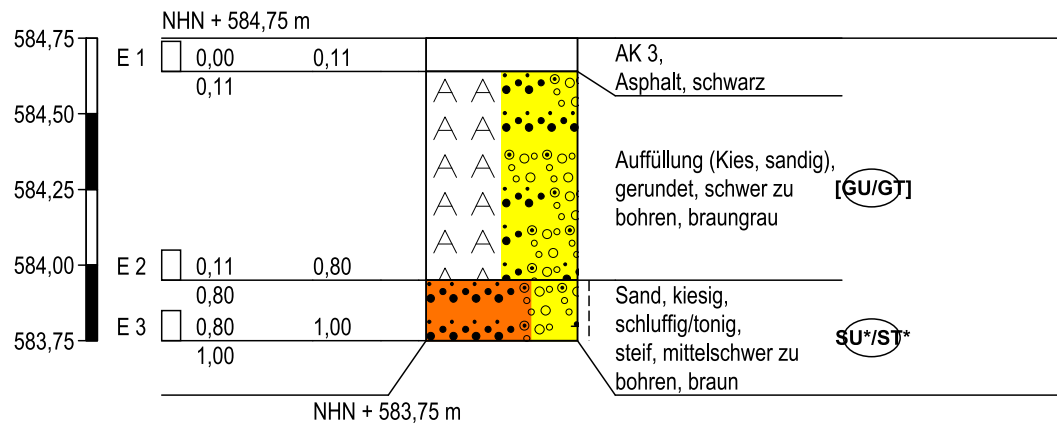 NHN + 584,75 m
584,75
E 1 0,00 0,11
0,11
AK 3,
Asphalt, schwarz
584,50
Auffüllung (Kies, sandig),
gerundet, schwer zu
bohren, braungrau
[GU/GT]
584,25
A A
A A
A A
A A
A A
A A
584,00
E 2 0,11 0,80
0,80
Sand, kiesig,
schluffig/tonig,
steif, mittelschwer zu
bohren, braun
SU*/ST*
E 3 0,80 1,00
583,75
1,00
NHN + 583,75 m